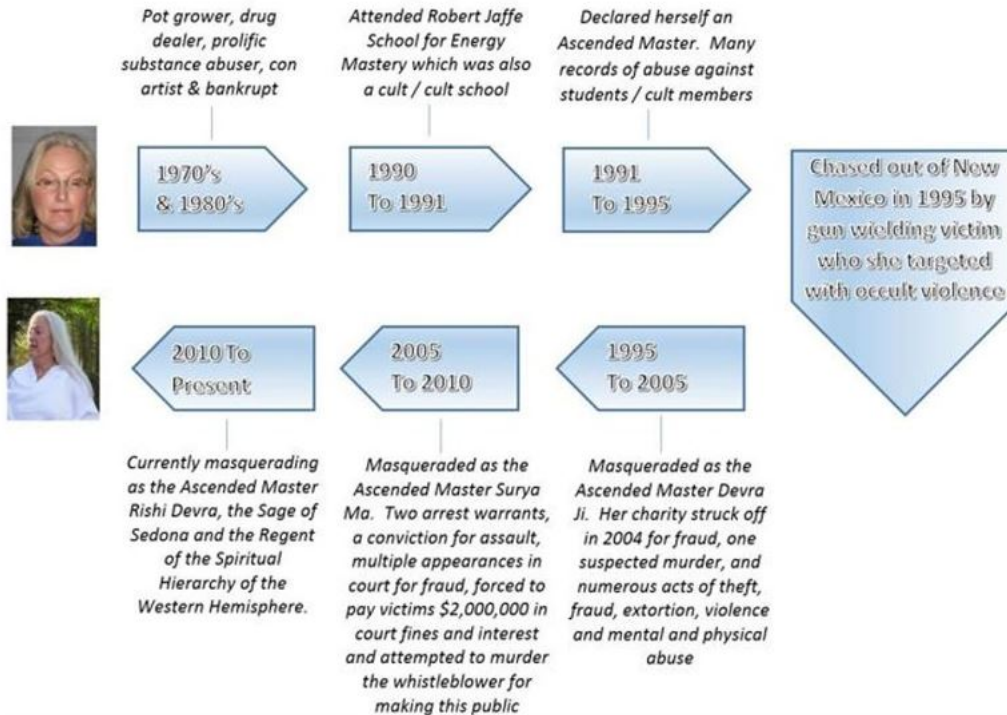 Pot grower, drug
dealer, prolific
substance abuser, con
artist & bankrupt
Attended Robert Jaffe
School for Energy
Mastery which was also
a cult / cult school
Declared herself an
Ascended Master.  Many
records of abuse against
students / cult members
1970's
& 1980's
1990
To 1991
1991
To 1995
Chased out of New
Mexico in 1995 by
gun wielding victim
who she targeted
with occult violence
2010 To
Present
2005
To 2010
1995
To 2005
Currently masquerading
as the Ascended Master
Rishi Devra, the Sage of
Sedona and the Regent
of the Spiritual
Hierarchy of the
Western Hemisphere.
Masqueraded as the
Ascended Master Surya
Ma.  Two arrest warrants,
a conviction for assault,
multiple appearances in
court for fraud, forced to
pay victims $2,000,000 in
court fines and interest
and attempted to murder
the whistleblower for
making this public
Masqueraded as the
Ascended Master Devra
Ji.  Her charity struck off
in 2004 for fraud, one
suspected murder, and
numerous acts of theft,
fraud, extortion, violence
and mental and physical
abuse